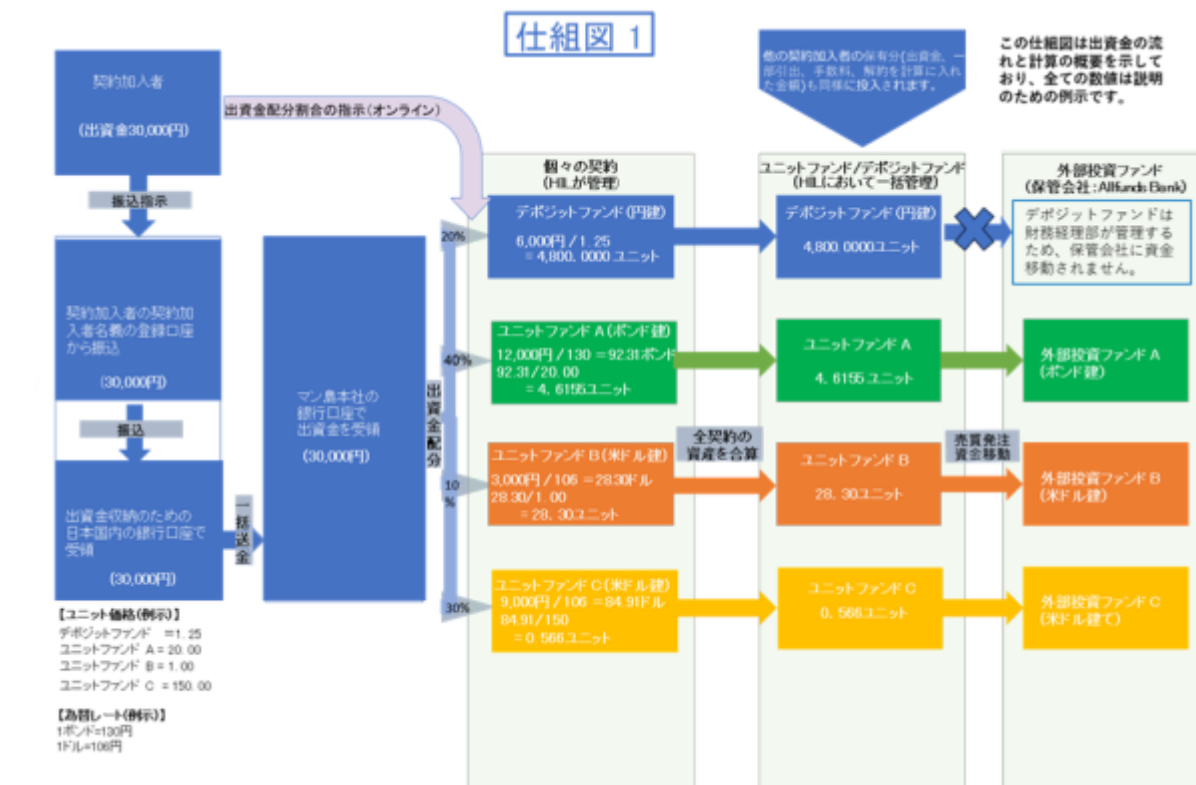 仕組図 1
この仕組図は出資金の流
れと計算の概要を示して
おり、全ての数値は説明
のための例示です。
契約加入者
(出資金30,000円)
振込指示
契約加入者の契約加
入者名義の登録口座
から振込
(30,000円)
振込
出資金収納のための
日本国内の銀行口座で
受領
(30,000円)
一括送金
マン島本社の
銀行口座で
出資金を受領
(30,000円)
出資金配分割合の指示(オンライン)
出資金配分
20%
40%
10
%
30%
他の契約加入者の保有分(出資金、一
部引出、手数料、解約を計算に入れ
た金額)も同様に投入されます。
個々の契約
(HILが管理)
デポジットファンド(円建)
6,000円/1.25
=4,800.0000ユニット
ユニットファンド A(ポンド建)
12,000円/130 =92.31ポンド
92.31/20.00
=4.6155ユニット
ユニットファンド B(米ドル建)
3,000円/106 =28.30ドル
28.30/1.00
=28.30ユニット
ユニットファンド C(米ドル建)
9,000円/106 =84.91ドル
84.91/150
=0.566ユニット
全契約の
資産を合算
ユニットファンド/デポジットファンド
(HILにおいて一括管理)
デポジットファンド(円建)
4,800.0000ユニット
ユニットファンド A
4.6155ユニット
ユニットファンド B
28.30ユニット
ユニットファンド C
0.566ユニット
売買発注
資金移動
外部投資ファンド
(保管会社:Allfunds Bank)
デポジットファンドは
財務経理部が管理する
ため、保管会社に資金
移動されません。
外部投資ファンド A
(ポンド建)
外部投資ファンド B
(米ドル建)
外部投資ファンド C
(米ドル建て)
【ユニット価格(例示)】
デポジットファンド =1.25
ユニットファンド A=20.00
ユニットファンド B=1.00
ユニットファンド C =150.00
【為替レート(例示)】
1ポンド=130円
1ドル=106円